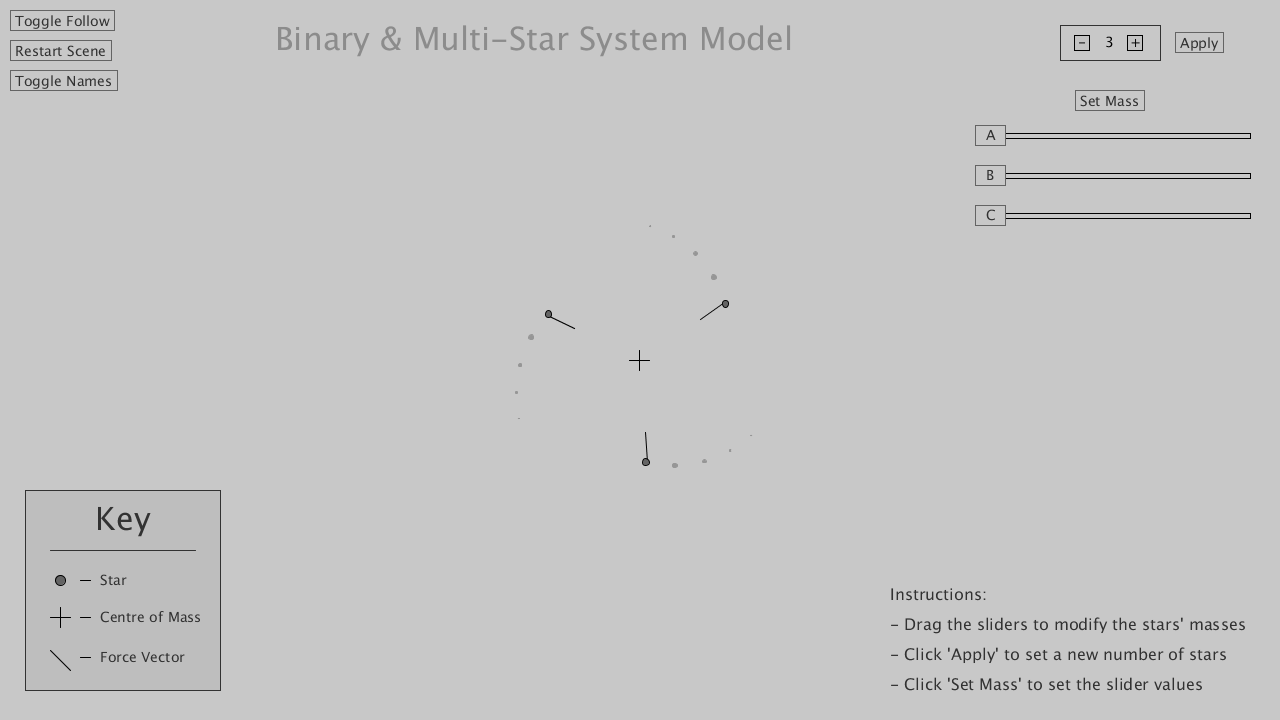 Toggle Follow
Restart Scene
Toggle Names
Binary & Multi-Star System Model
- 3 +
Apply
Set Mass
A
B
C
Key
– Star
– Centre of Mass
– Force Vector
Instructions:
– Drag the sliders to modify the stars' masses
– Click 'Apply' to set a new number of stars
– Click 'Set Mass' to set the slider values